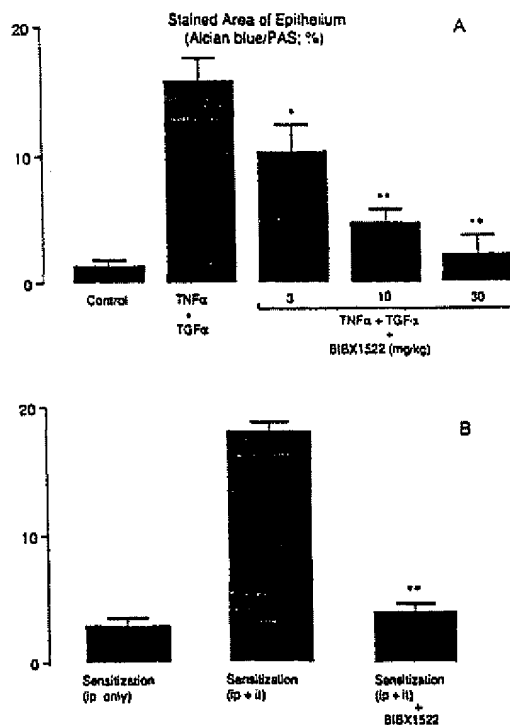 Stained Area of Epithelium
(Alcian blue/PAS; %)
A
20
10
0
*
**
**
Control
TNFα
+
TGFα
3
10
30
TNFα + TGFα
+
BIBX1522 (mg/kg)
B
20
10
0
**
Sensitization
(ip only)
Sensitization
(ip + it)
Sensitization
(ip + it)
+
BIBX1522